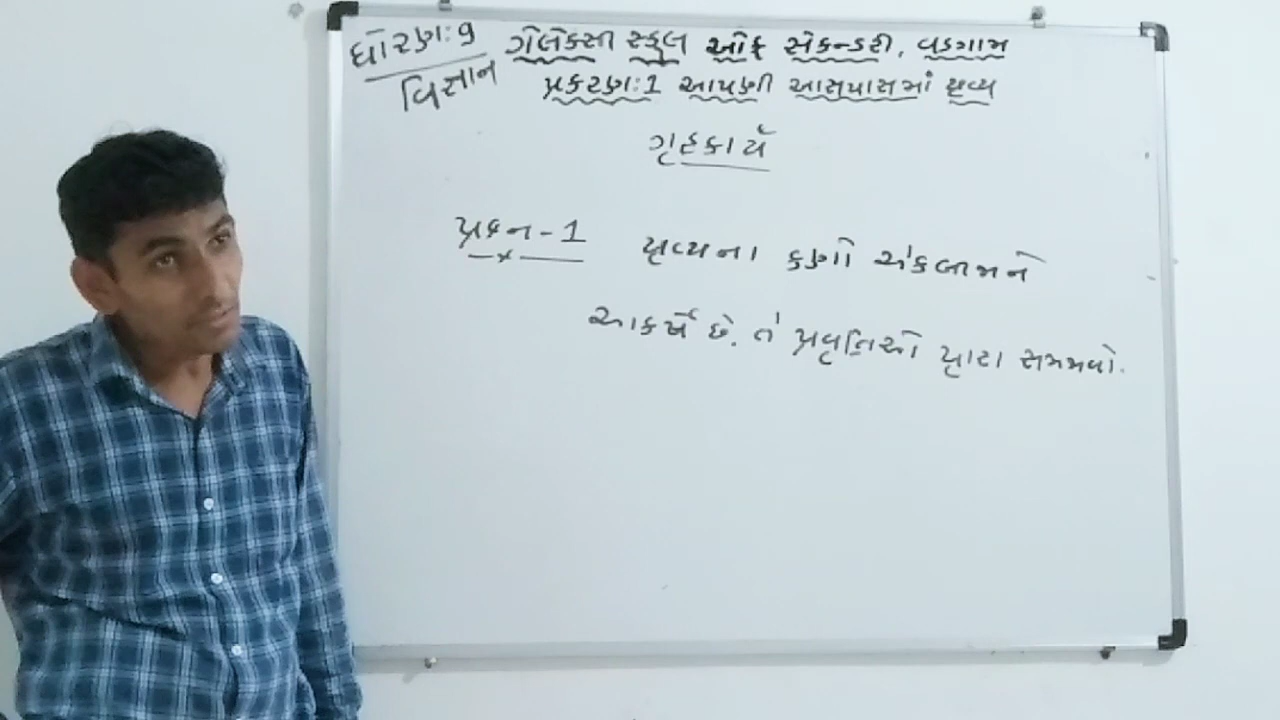 ધોરણ:9
વિજ્ઞાન
ગેલેક્સી સ્કુલ ઓફ સેકન્ડરી, વડગામ
પ્રકરણ:1 આપણી આસપાસમાં દ્રવ્ય
ગૃહકાર્ય
પ્રશ્ન-1 દ્રવ્યના કણો એકબીજાને
આકર્ષે છે. તે પ્રવૃત્તિઓ દ્વારા સમજાવો.